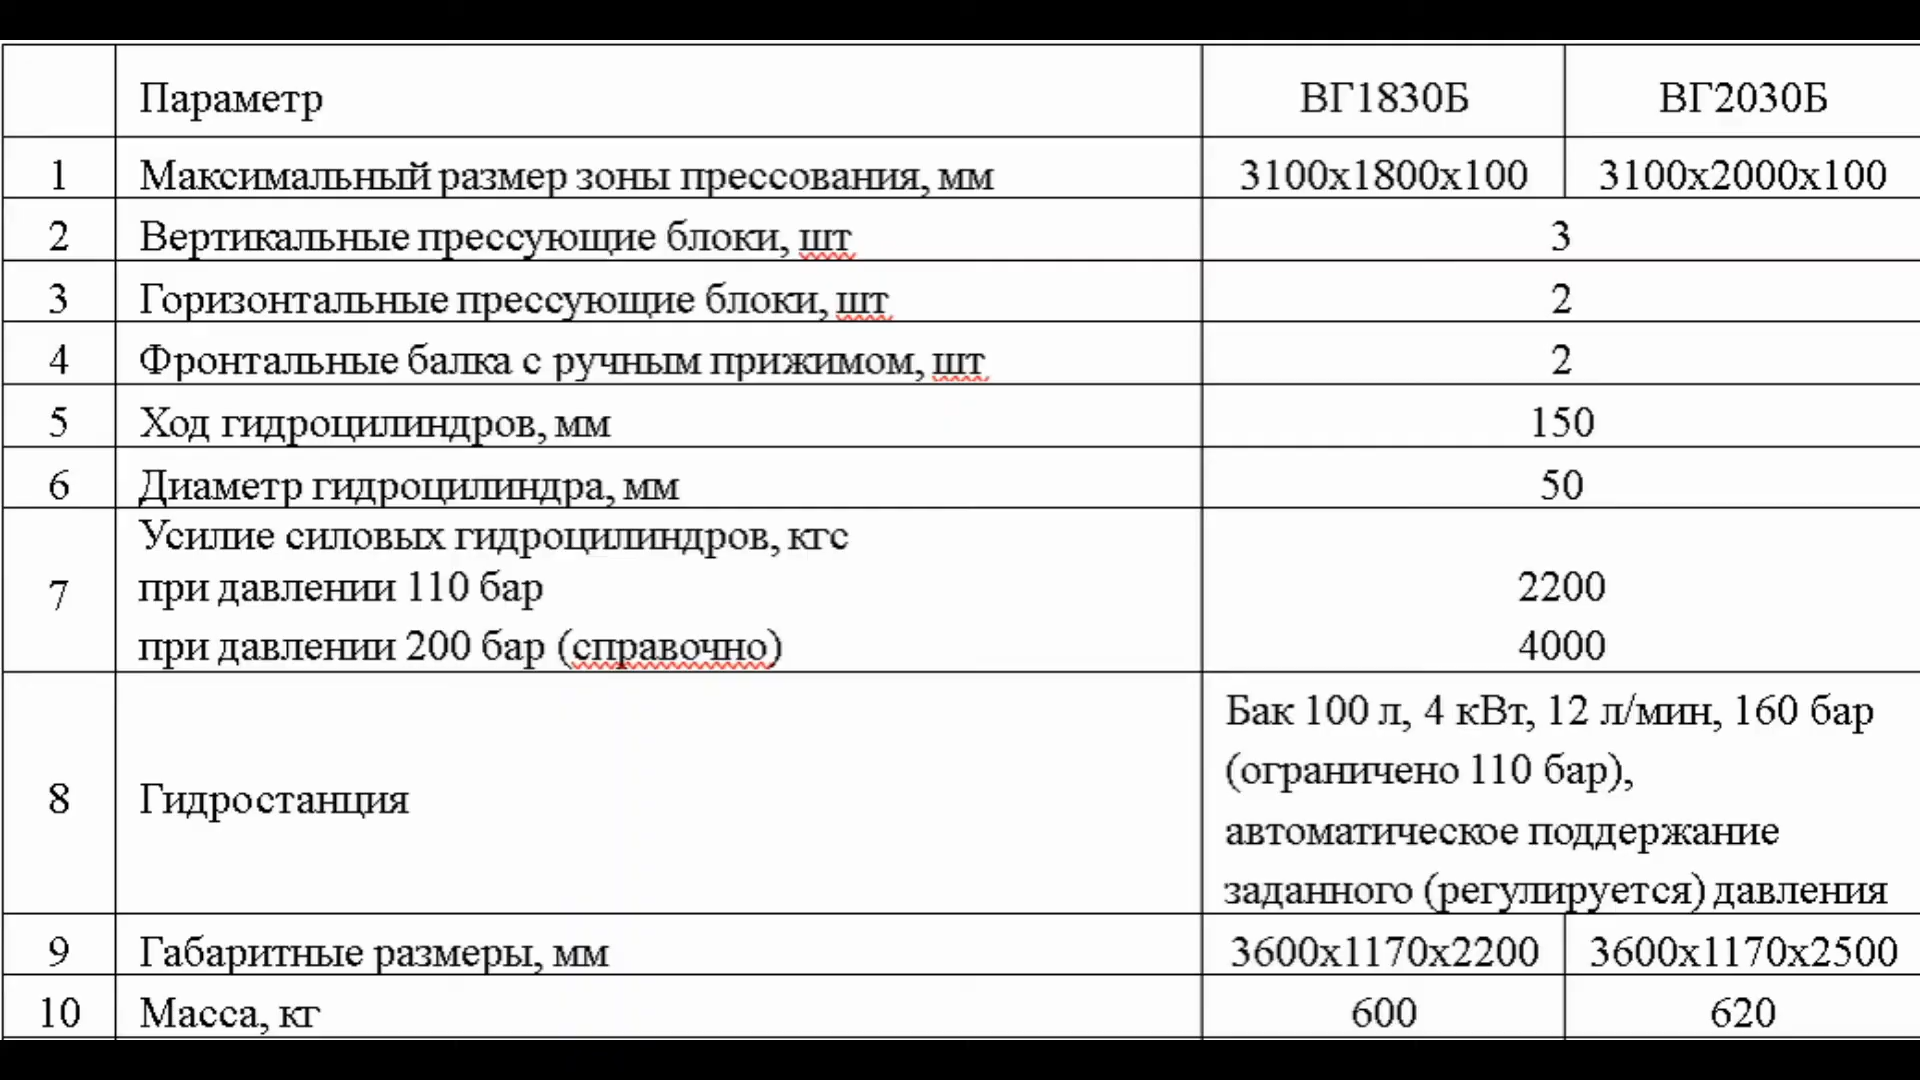 Параметр ВГ1830Б ВГ2030Б
1 Максимальный размер зоны прессования, мм 3100х1800х100 3100х2000х100
2 Вертикальные прессующие блоки, шт 3
3 Горизонтальные прессующие блоки, шт 2
4 Фронтальные балка с ручным прижимом, шт 2
5 Ход гидроцилиндров, мм 150
6 Диаметр гидроцилиндра, мм 50
7 Усилие силовых гидроцилиндров, кгс
при давлении 110 бар 2200
при давлении 200 бар (справочно) 4000
8 Гидростанция Бак 100 л, 4 кВт, 12 л/мин, 160 бар
(ограничено 110 бар),
автоматическое поддержание
заданного (регулируется) давления
9 Габаритные размеры, мм 3600х1170х2200 3600х1170х2500
10 Масса, кг 600 620